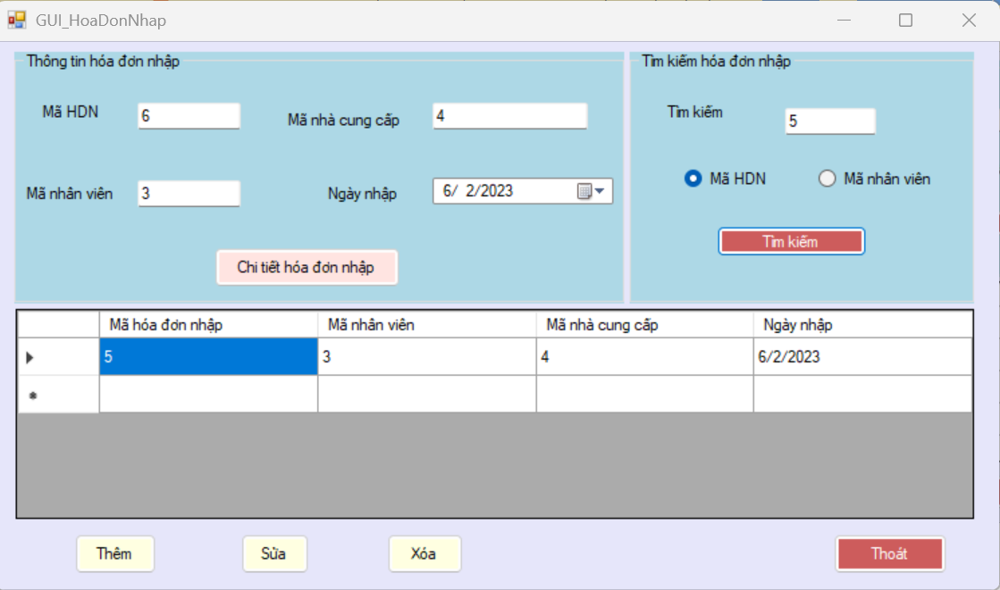 GUI_HoaDonNhap
Thông tin hóa đơn nhập
Mã HDN 6 Mã nhà cung cấp 4
Mã nhân viên 3 Ngày nhập 6/ 2/2023
Chi tiết hóa đơn nhập
Tìm kiếm hóa đơn nhập
Tìm kiếm 5
Mã HDN Mã nhân viên
Tìm kiếm
Mã hóa đơn nhập Mã nhân viên Mã nhà cung cấp Ngày nhập
5 3 4 6/2/2023
Thêm Sửa Xóa Thoát